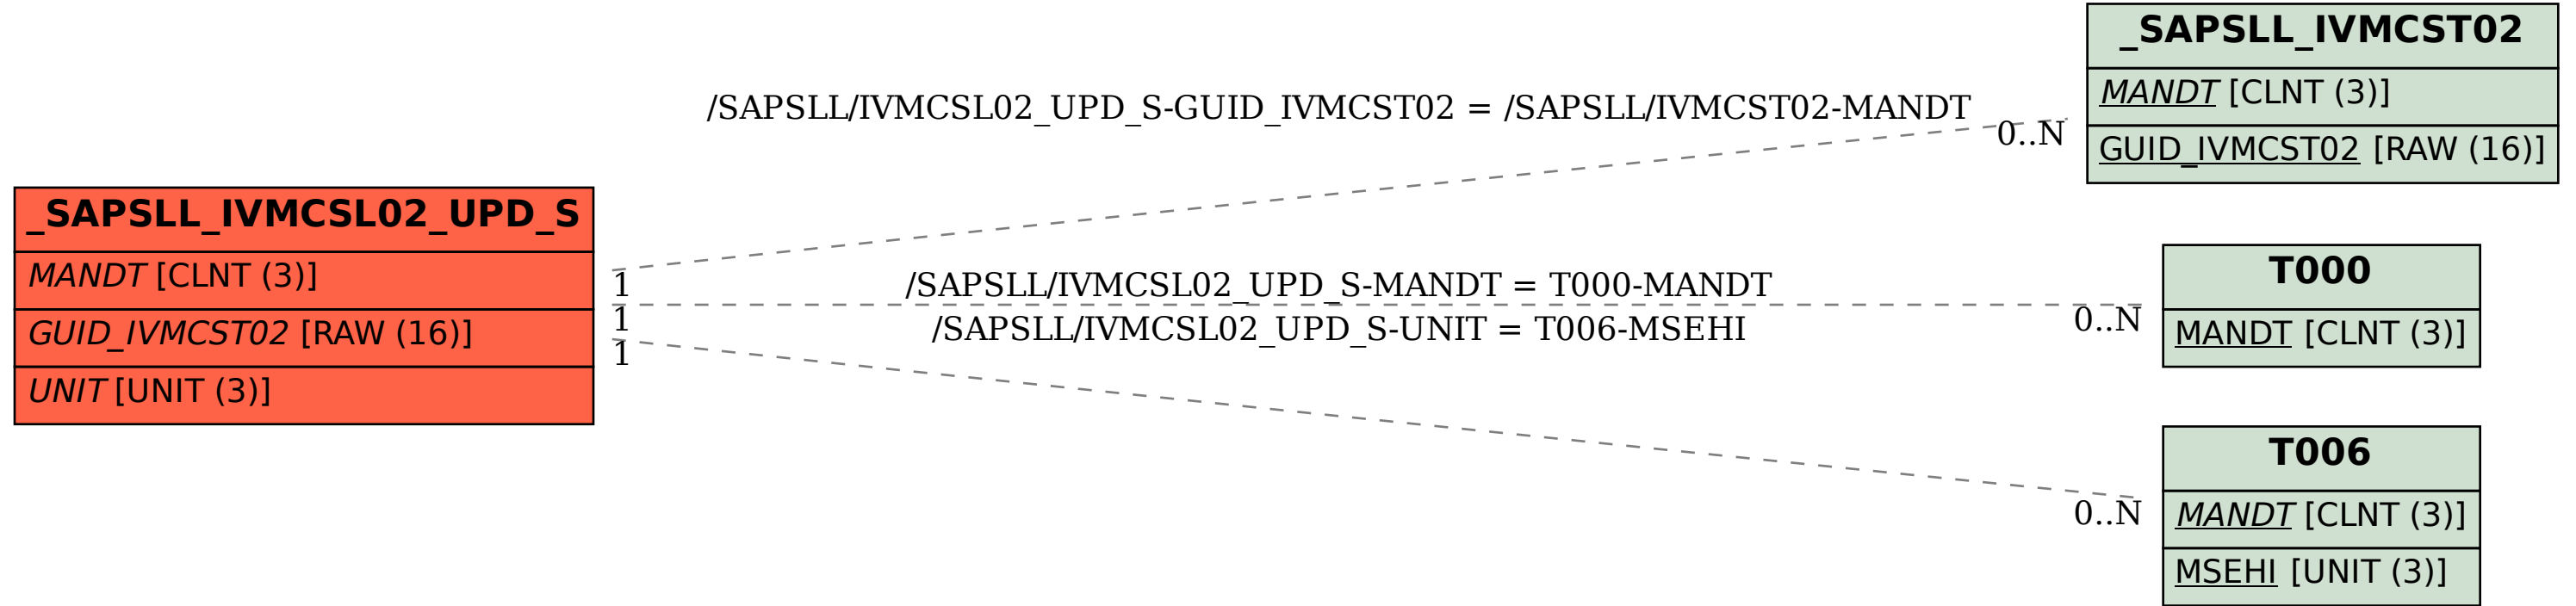 _SAPSLL_IVMCST02
MANDT [CLNT (3)]
GUID_IVMCST02 [RAW (16)]
/SAPSLL/IVMCSL02_UPD_S-GUID_IVMCST02 = /SAPSLL/IVMCST02-MANDT
0..N
_SAPSLL_IVMCSL02_UPD_S
MANDT [CLNT (3)]
GUID_IVMCST02 [RAW (16)]
UNIT [UNIT (3)]
1
1
1
/SAPSLL/IVMCSL02_UPD_S-MANDT = T000-MANDT
/SAPSLL/IVMCSL02_UPD_S-UNIT = T006-MSEHI
0..N
T000
MANDT [CLNT (3)]
0..N
T006
MANDT [CLNT (3)]
MSEHI [UNIT (3)]